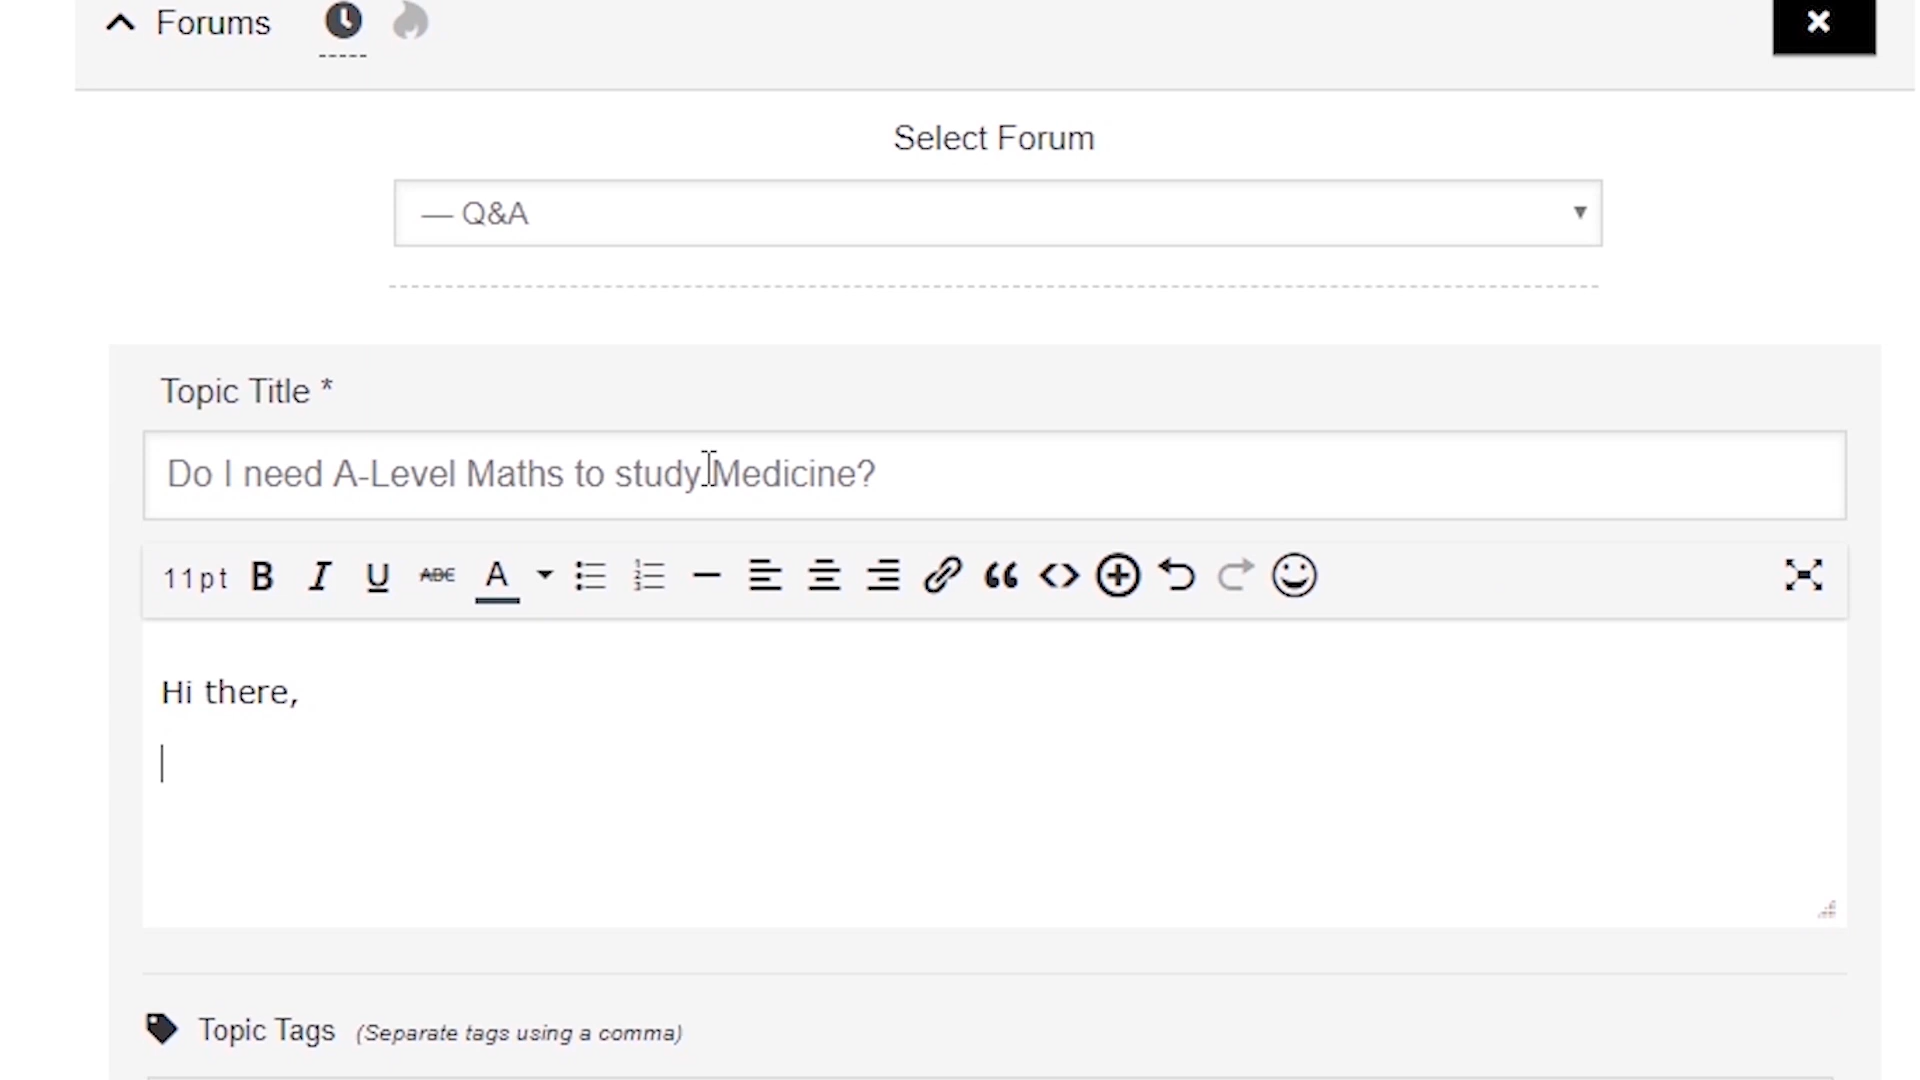 Forums
Select Forum
— Q&A
Topic Title *
Do I need A-Level Maths to study Medicine?
11pt B I U ABC A
Hi there,
Topic Tags (Separate tags using a comma)